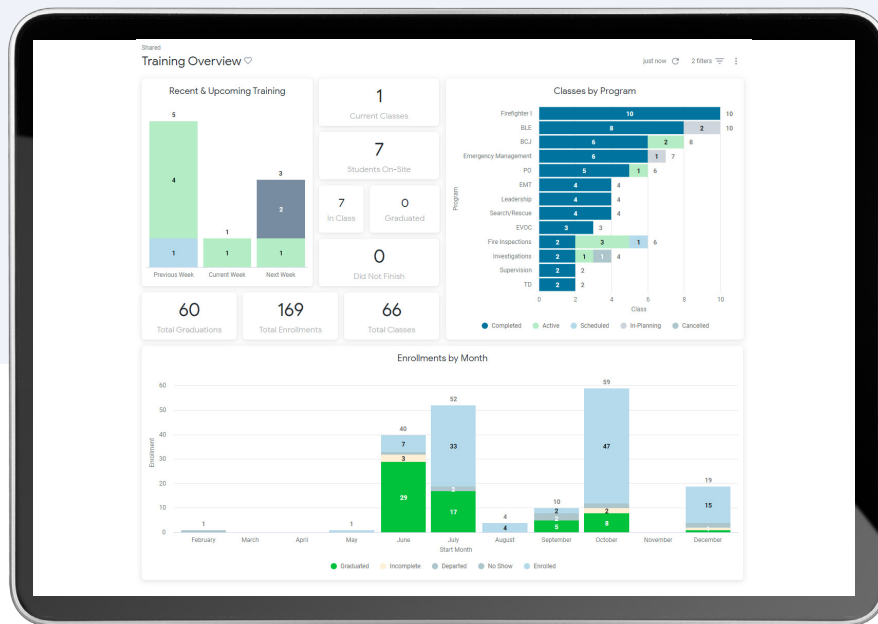 Shared
Training Overview
just now
2 filters
Recent & Upcoming Training
5
4
1
Previous Week
1
1
Current Week
3
2
1
Next Week
1
Current Classes
7
Students On-Site
7
In Class
0
Graduated
0
Did Not Finish
60
Total Graduations
169
Total Enrollments
66
Total Classes
Classes by Program
Program
Firefighter I 10 10
BLE 8 2 10
BCJ 6 2 8
Emergency Management 6 1 7
PO 5 1 6
EMT 4 4
Leadership 4 4
Search/Rescue 4 4
EVOC 3 3
Fire Inspections 2 3 1 6
Investigations 2 1 1 4
Supervision 2 2
TD 2 2
0 2 4 6 8 10
Class
Completed Active Scheduled In-Planning Cancelled
Enrollments by Month
Enrollment
60
50
40
30
20
10
0
1
1
40
7
3
29
52
33
2
17
4
4
10
2
2
5
59
47
2
8
19
15
1
February March April May June July August September October November December
Start Month
Graduated Incomplete Departed No Show Enrolled